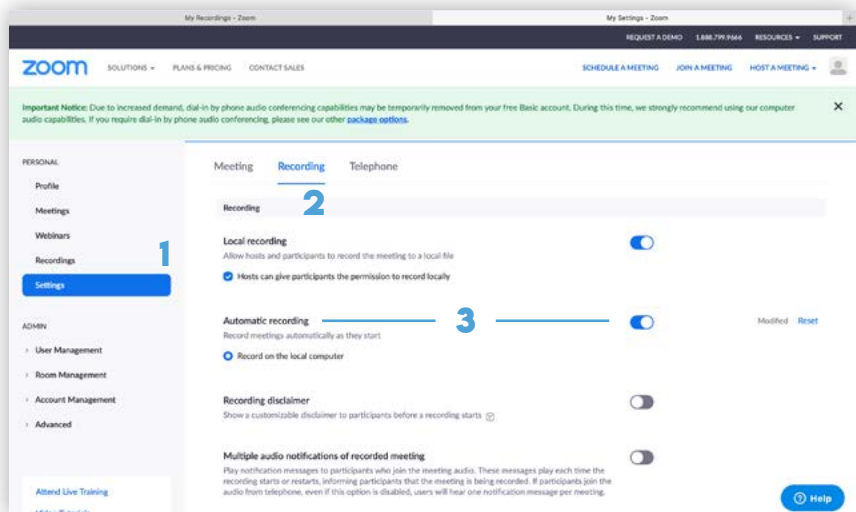 My Recordings - Zoom
My Settings - Zoom
REQUEST A DEMO 1.888.799.9666 RESOURCES SUPPORT
zoom SOLUTIONS PLANS & PRICING CONTACT SALES SCHEDULE A MEETING JOIN A MEETING HOST A MEETING
Important Notice: Due to increased demand, dial-in by phone audio conferencing capabilities may be temporarily removed from your free Basic account. During this time, we strongly recommend using our computer
audio capabilities. If you require dial-in by phone audio conferencing, please see our other package options.
PERSONAL
Profile
Meetings
Webinars
Recordings
Settings
1
ADMIN
User Management
Room Management
Account Management
Advanced
Attend Live Training
Meeting Recording Telephone
2
Recording
Local recording
Allow hosts and participants to record the meeting to a local file
Hosts can give participants the permission to record locally
Automatic recording 3 Modified Reset
Record meetings automatically as they start
Record on the local computer
Recording disclaimer
Show a customizable disclaimer to participants before a recording starts
Multiple audio notifications of recorded meeting
Play notification messages to participants who join the meeting audio. These messages play each time the
recording starts or restarts, informing participants that the meeting is being recorded. If participants join the
audio from telephone, even if this option is disabled, users will hear one notification message per meeting.
Help